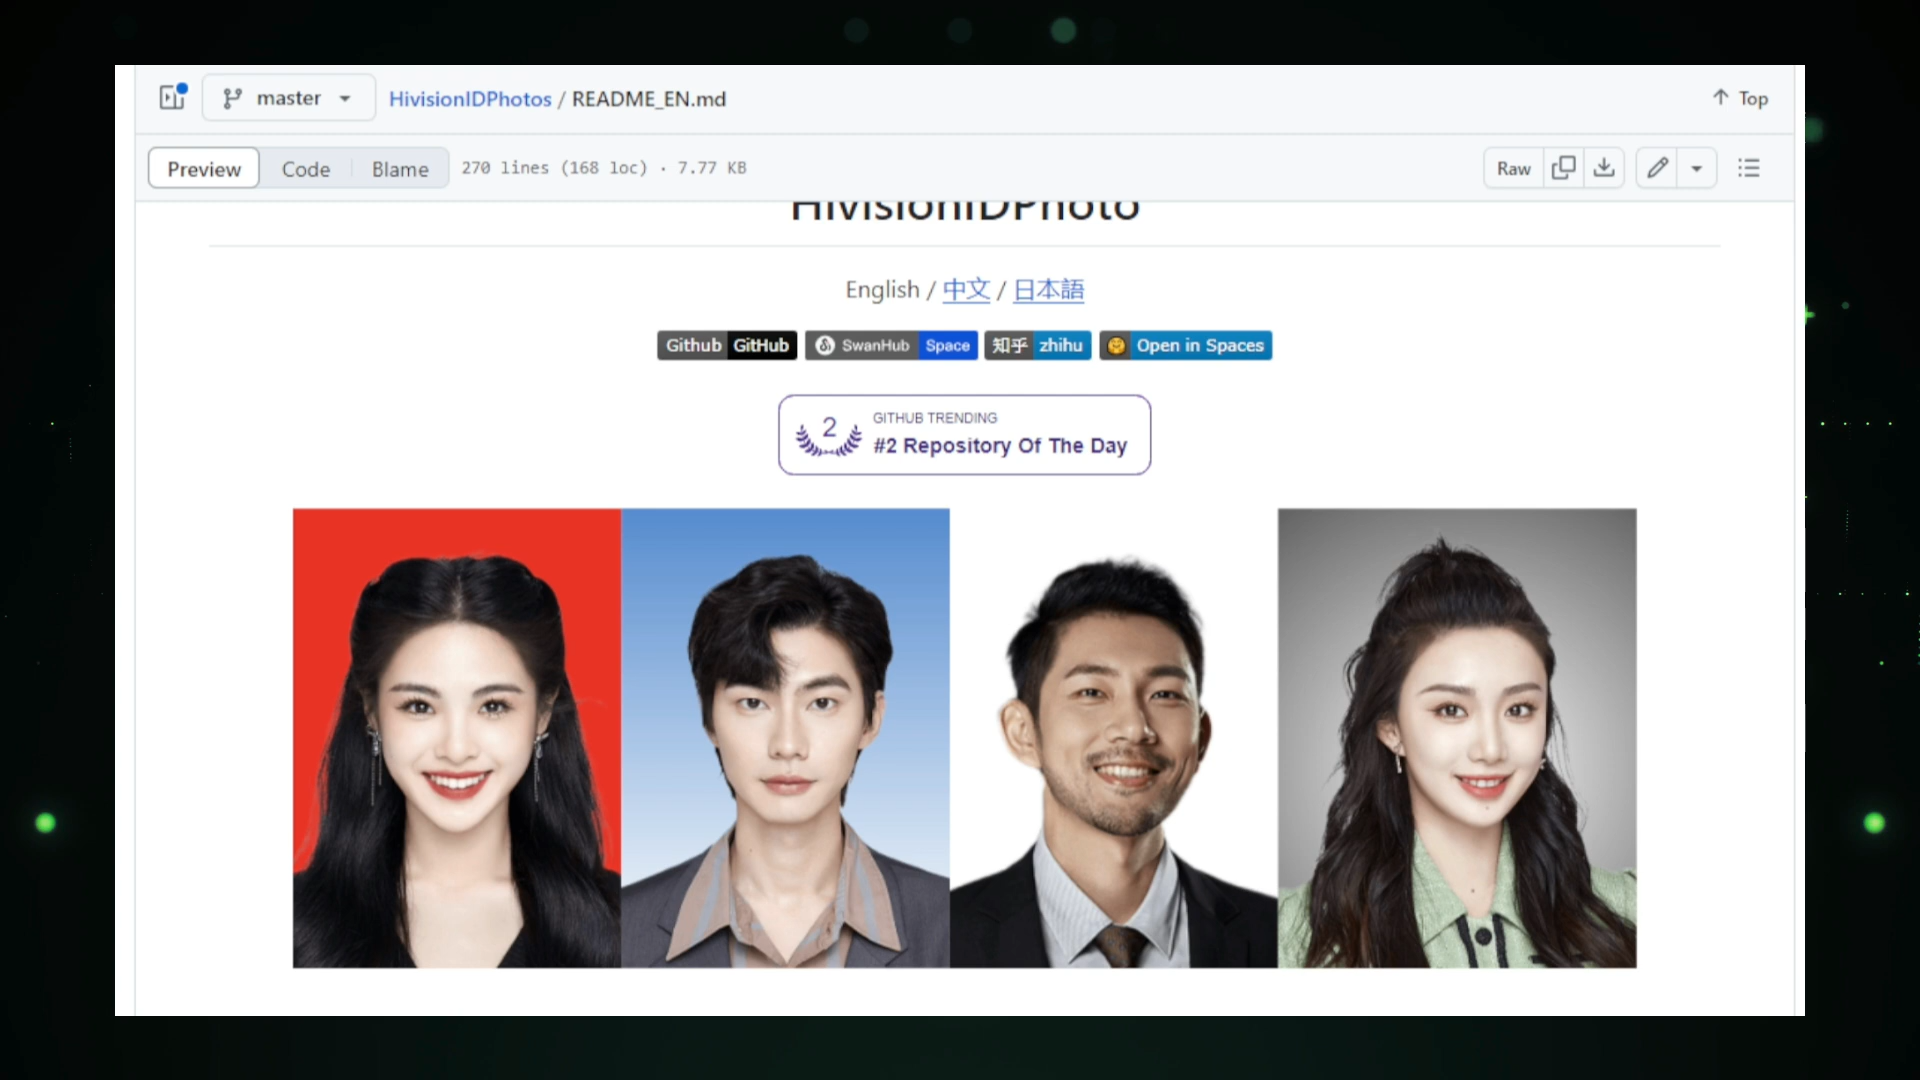 master HivisionIDPhotos / README_EN.md Top
Preview Code Blame 270 lines (168 loc) · 7.77 KB Raw
HivisionIDPhoto
English / 中文 / 日本語
Github GitHub SwanHub Space 知乎 zhihu Open in Spaces
2 GITHUB TRENDING
#2 Repository Of The Day